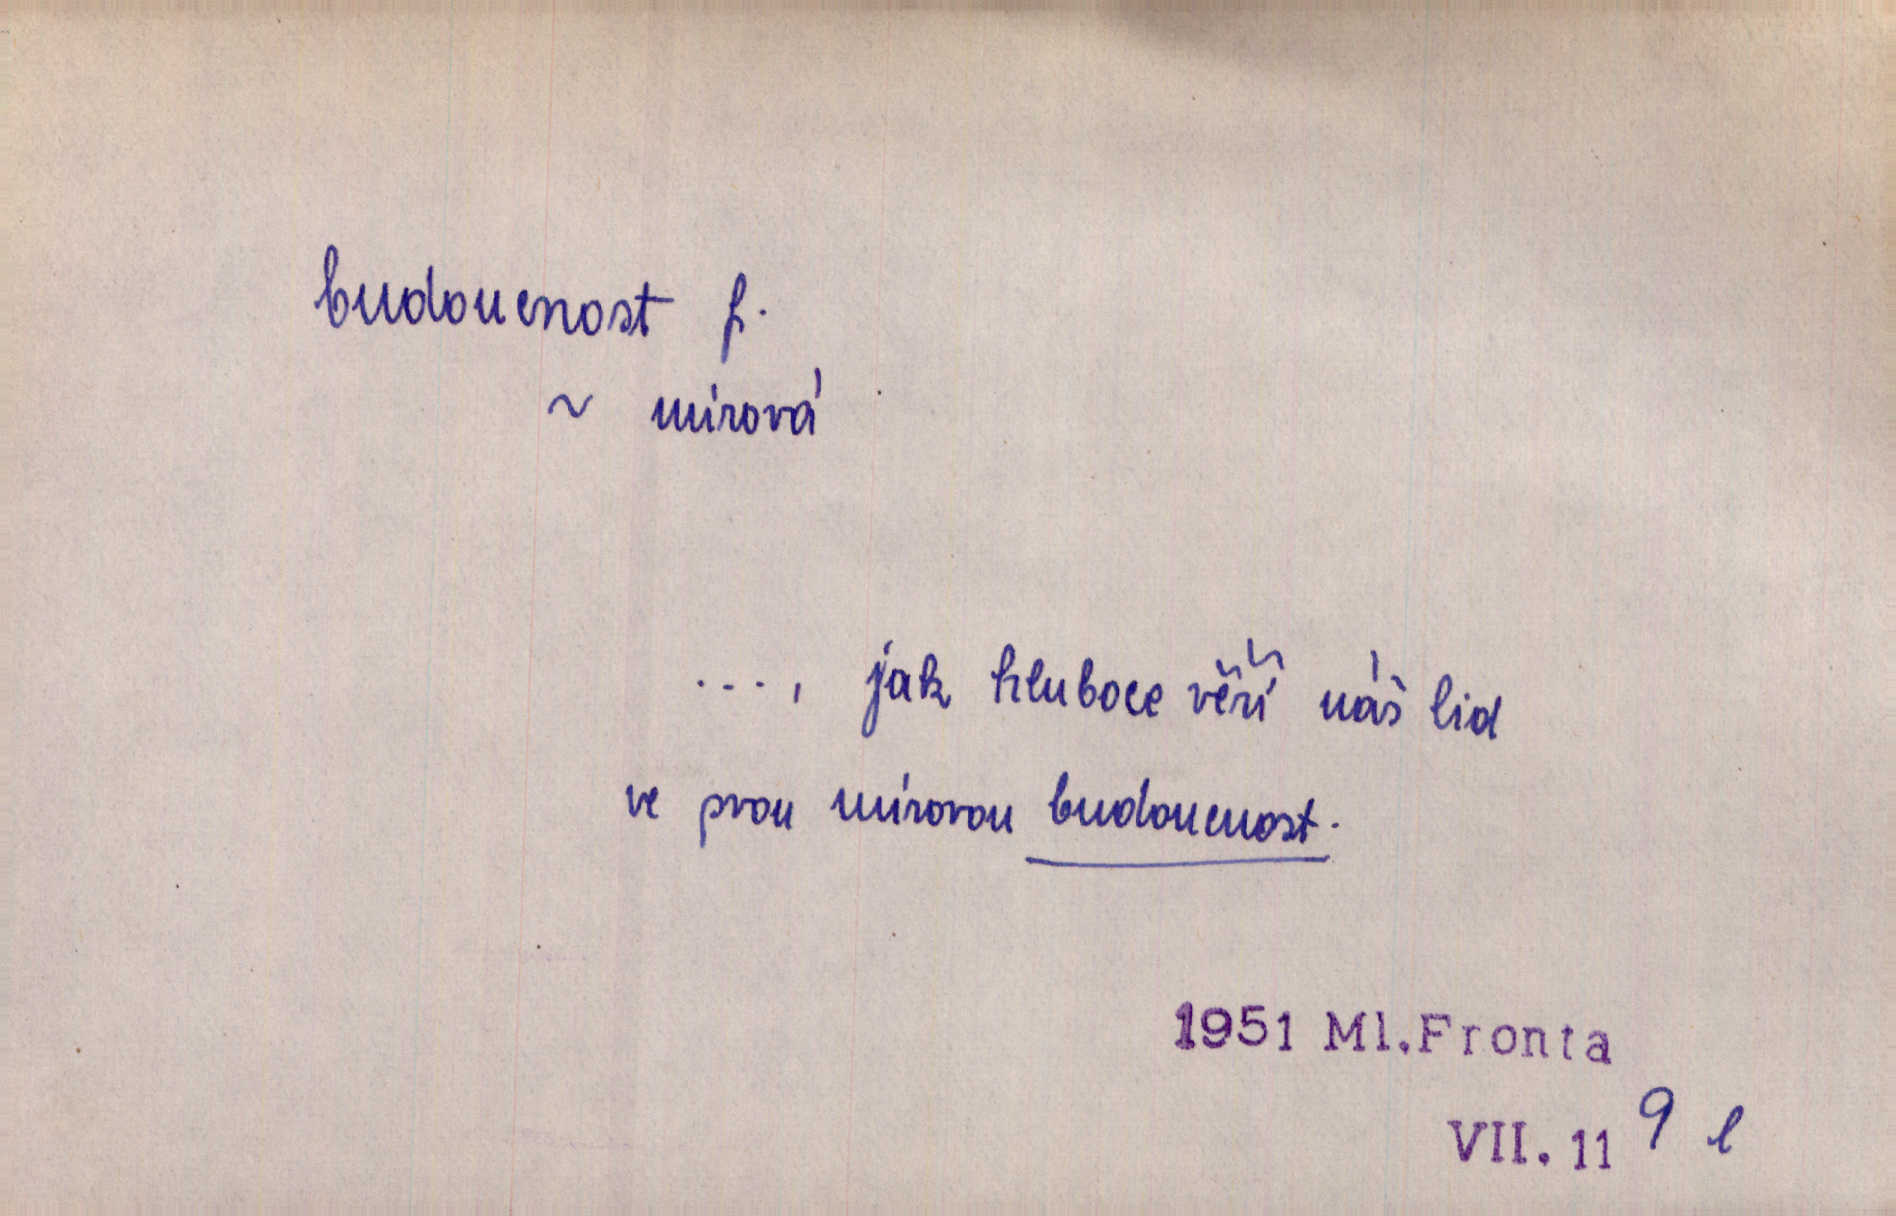 budoucnost f.
~ mírová
..., jak hluboce věří náš lid
ve svou mírovou budoucnost.
1951 Ml.Fronta
VII. 11 9 l